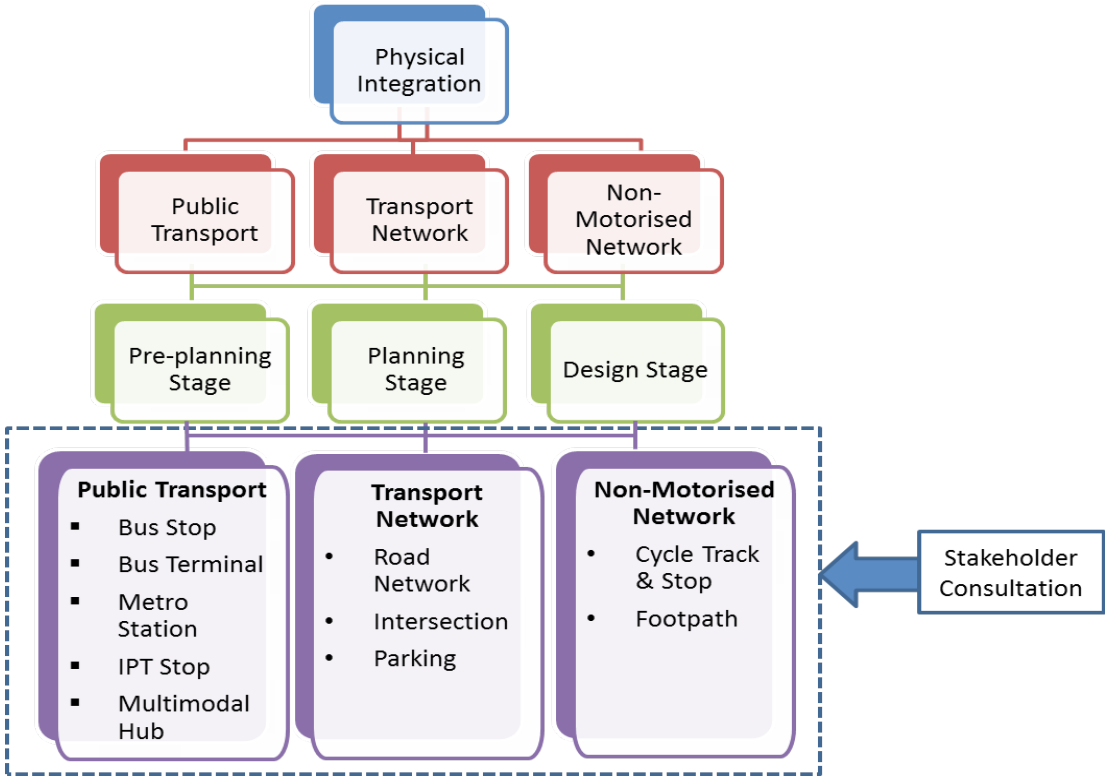 Physical
Integration
Public
Transport
Transport
Network
Non-
Motorised
Network
Pre-planning
Stage
Planning
Stage
Design Stage
Public Transport
▪ Bus Stop
▪ Bus Terminal
▪ Metro
Station
▪ IPT Stop
▪ Multimodal
Hub
Transport
Network
• Road
Network
• Intersection
• Parking
Non-Motorised
Network
• Cycle Track
& Stop
• Footpath
Stakeholder
Consultation